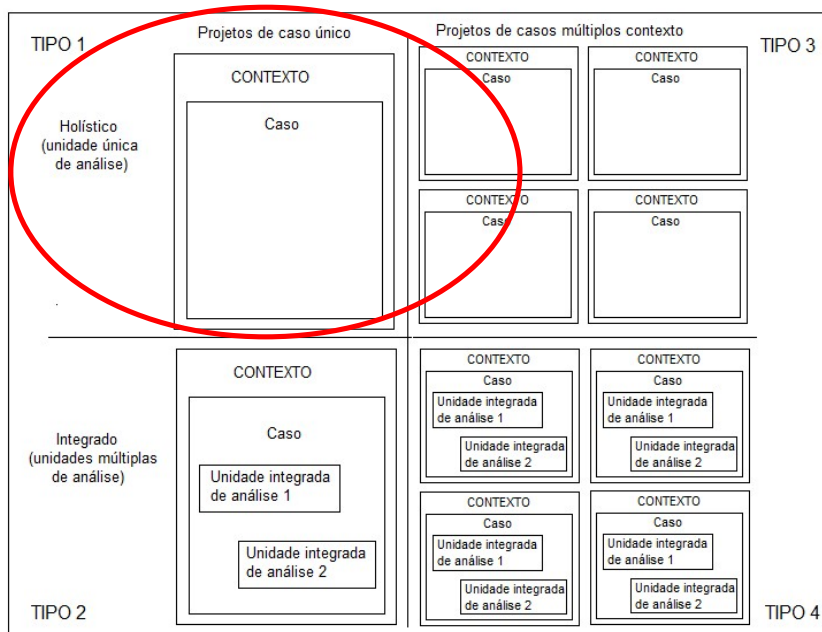 Projetos de caso único
Projetos de casos múltiplos contexto
TIPO 1
TIPO 3
Holístico
(unidade única
de análise)
CONTEXTO
Caso
CONTEXTO
Caso
CONTEXTO
Caso
CONTEXTO
Caso
CONTEXTO
Caso
Integrado
(unidades múltiplas
de análise)
CONTEXTO
Caso
Unidade integrada
de análise 1
Unidade integrada
de análise 2
CONTEXTO
Caso
Unidade integrada
de análise 1
Unidade integrada
de análise 2
CONTEXTO
Caso
Unidade integrada
de análise 1
Unidade integrada
de análise 2
CONTEXTO
Caso
Unidade integrada
de análise 1
Unidade integrada
de análise 2
CONTEXTO
Caso
Unidade integrada
de análise 1
Unidade integrada
de análise 2
TIPO 2
TIPO 4